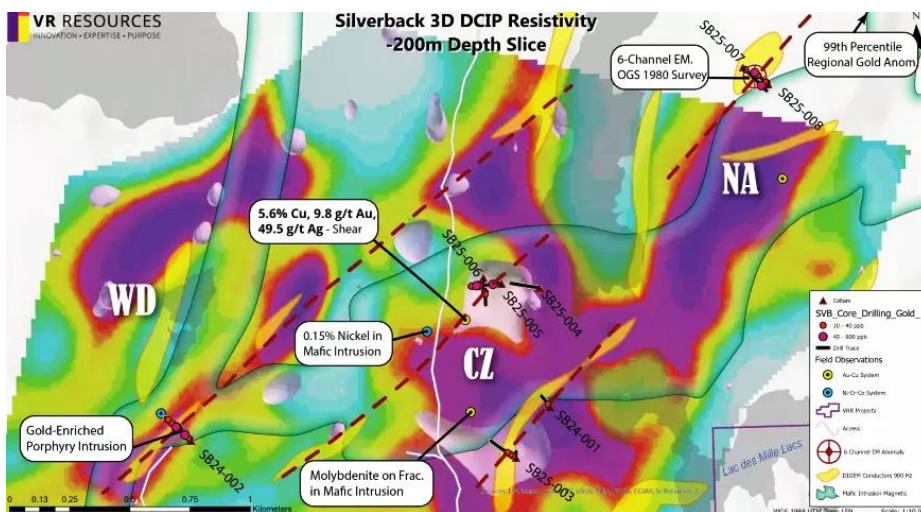 VR RESOURCES
INNOVATION • EXPERTISE • PURPOSE
Silverback 3D DCIP Resistivity
-200m Depth Slice
N
SB25-007
6-Channel EM.
OGS 1980 Survey
99th Percentile
Regional Gold Anom.
SB25-008
NA
5.6% Cu, 9.8 g/t Au,
49.5 g/t Ag - Shear
SB25-006
SB25-004
SB25-005
WD
0.15% Nickel in
Mafic Intrusion
CZ
Gold-Enriched
Porphyry Intrusion
SB24-002
SB24-001
SB25-003
Molybdenite on Frac.
in Mafic Intrusion
Lac des Mille Lacs
Collars
SVB_Core_Drilling_Gold_
20 - 40 ppb
40 - 600 ppb
Drill Trace
Field Observations
Au-Cu System
Ni-Cr-Co System
VRR Projects
Access
6 Channel EM Anomaly
DIGEM Conductors 900 Hz
Mafic Intrusion Magnetic
0 0.13 0.25 0.5 0.75 1
Kilometers